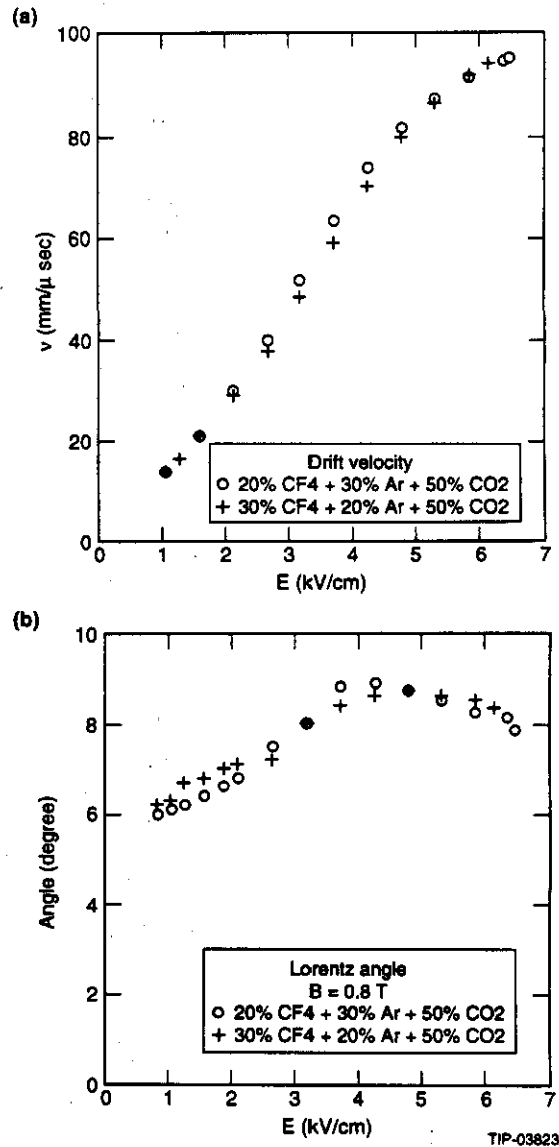 (a)
100
80
60
40
20
0
v (mm/μ sec)
Drift velocity
20% CF4 + 30% Ar + 50% CO2
30% CF4 + 20% Ar + 50% CO2
0 1 2 3 4 5 6 7
E (kV/cm)
(b)
10
8
6
4
2
0
Angle (degree)
Lorentz angle
B = 0.8 T
20% CF4 + 30% Ar + 50% CO2
30% CF4 + 20% Ar + 50% CO2
0 1 2 3 4 5 6 7
E (kV/cm)
TIP-03823